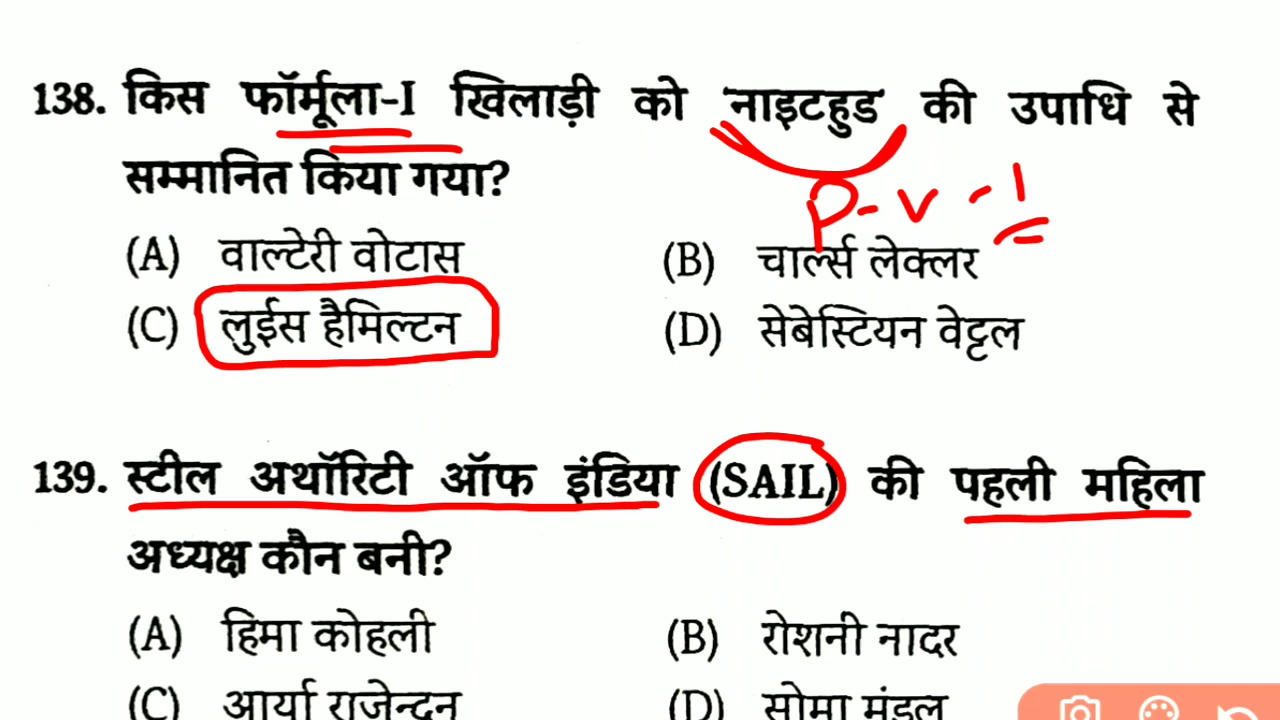 138. किस फॉर्मूला-I खिलाड़ी को नाइटहुड की उपाधि से
सम्मानित किया गया?
P-V-1
(A) वाल्टेरी वोटास (B) चार्ल्स लेक्लर
(C) लुईस हैमिल्टन (D) सेबेस्टियन वेट्टल
139. स्टील अथॉरिटी ऑफ इंडिया (SAIL) की पहली महिला
अध्यक्ष कौन बनी?
(A) हिमा कोहली (B) रोशनी नादर
(C) आर्या राजेन्द्रन (D) सोमा मंडल